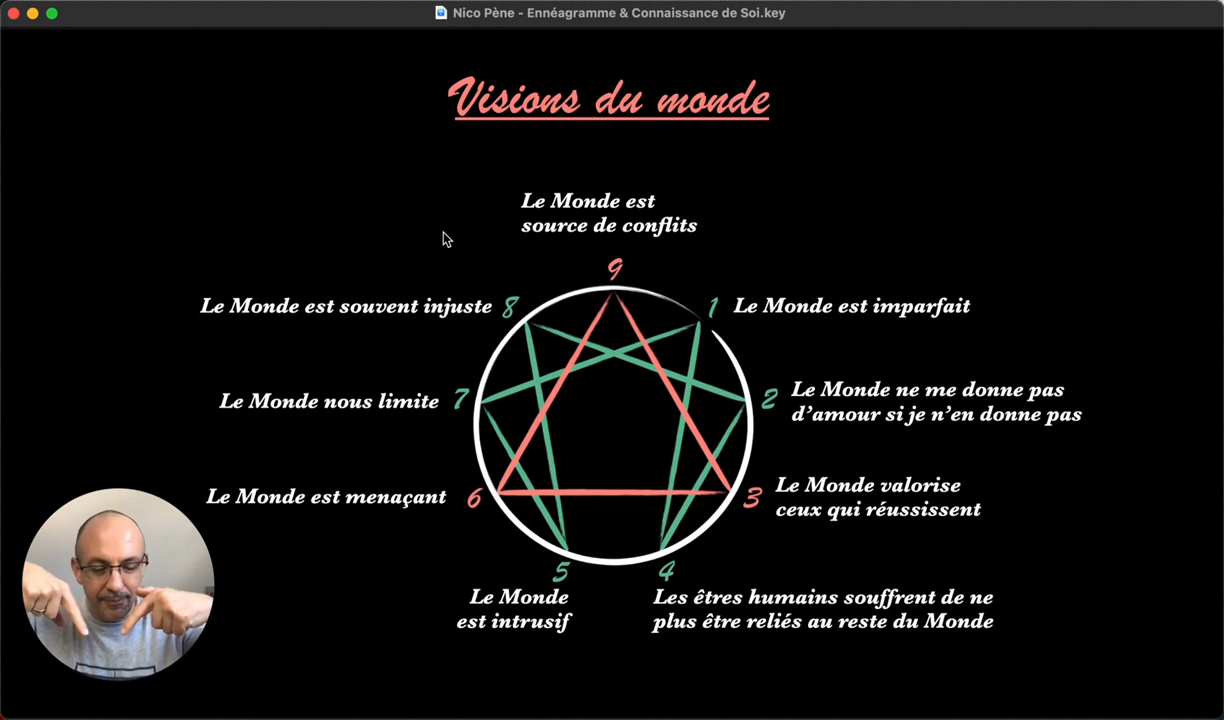 Nico Pène - Ennéagramme & Connaissance de Soi.key
Visions du monde
Le Monde est
source de conflits
9
Le Monde est souvent injuste 8
1 Le Monde est imparfait
Le Monde nous limite 7
2 Le Monde ne me donne pas
d'amour si je n'en donne pas
Le Monde est menaçant 6
3 Le Monde valorise
ceux qui réussissent
5
Le Monde
est intrusif
4
Les êtres humains souffrent de ne
plus être reliés au reste du Monde